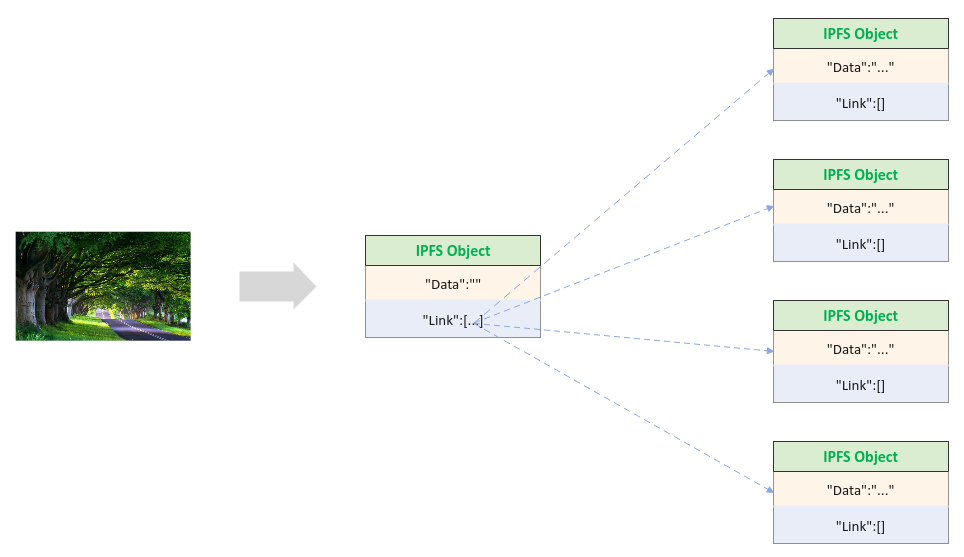 IPFS Object
"Data":""
"Link":[...]
IPFS Object
"Data":"..."
"Link":[]
IPFS Object
"Data":"..."
"Link":[]
IPFS Object
"Data":"..."
"Link":[]
IPFS Object
"Data":"..."
"Link":[]